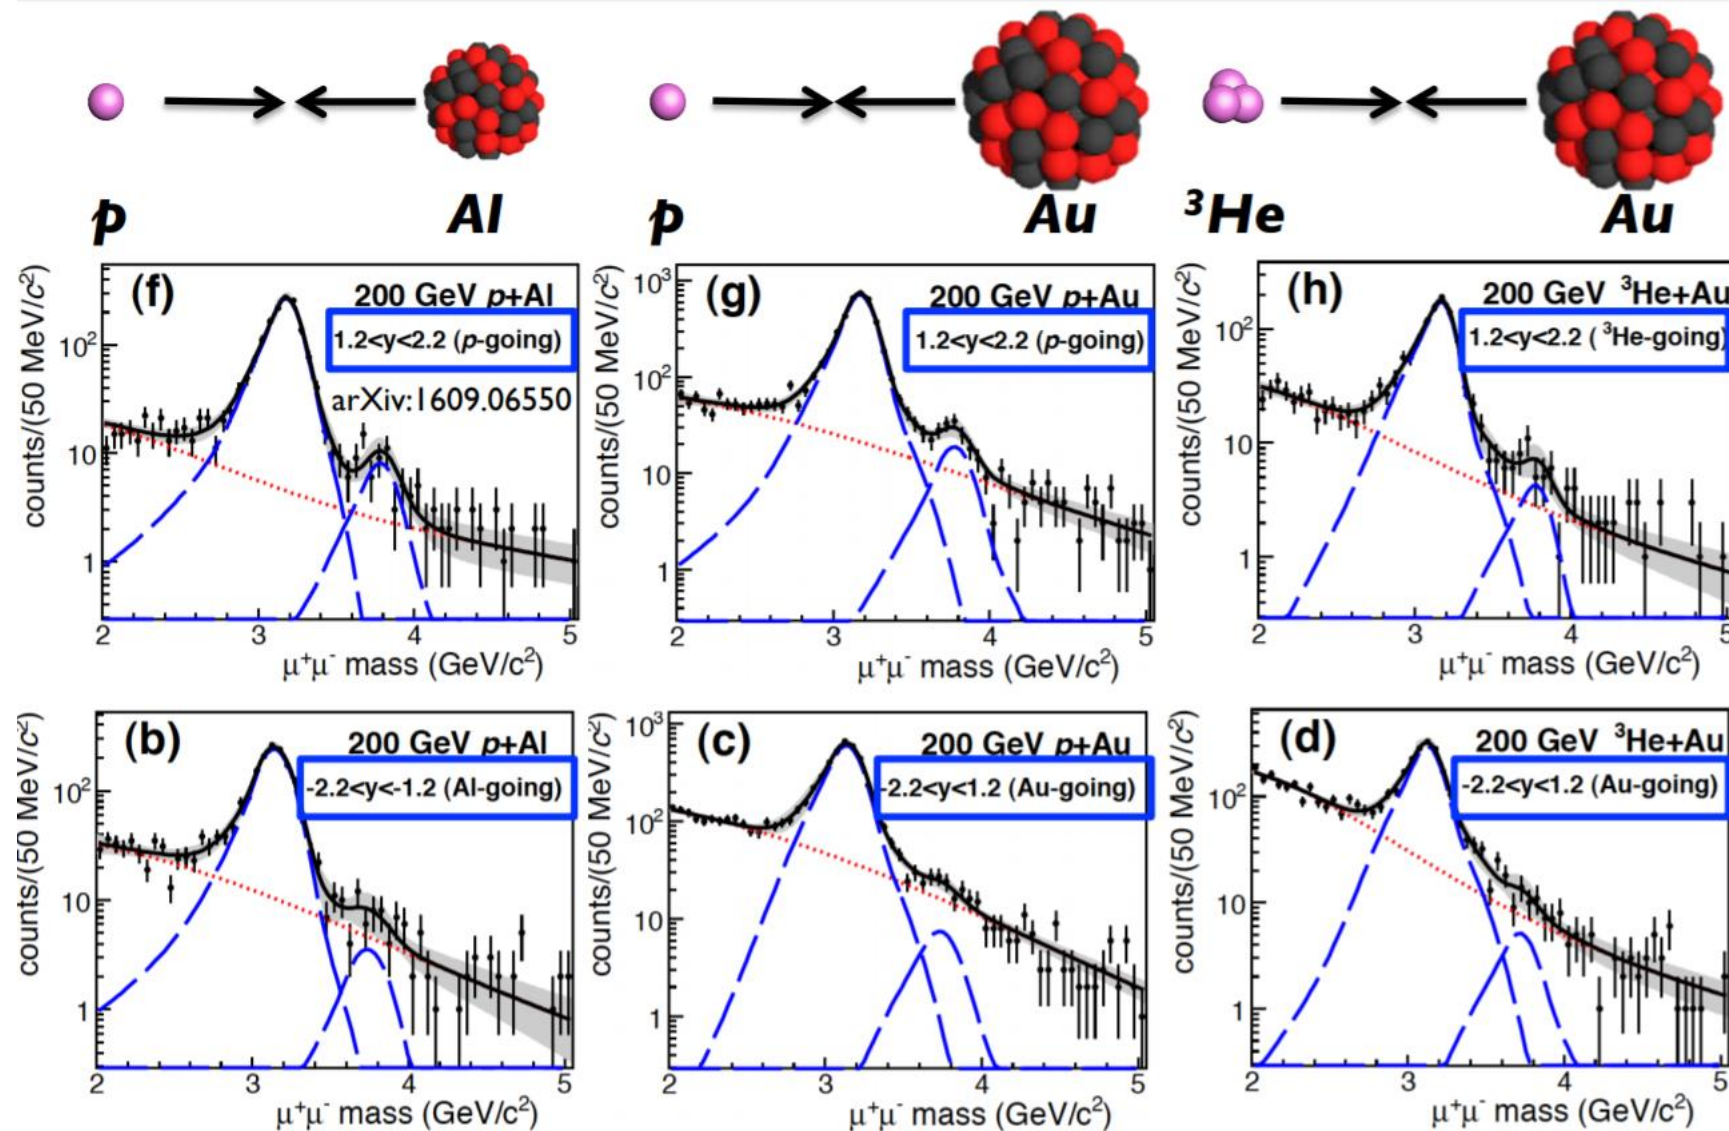 p Al p Au ³He Au
(f)
200 GeV p+Al
1.2<y<2.2 (p-going)
arXiv:1609.06550
counts/(50 MeV/c²)
10²
10
1
2 3 4 5
μ⁺μ⁻ mass (GeV/c²)
(g)
200 GeV p+Au
1.2<y<2.2 (p-going)
counts/(50 MeV/c²)
10³
10²
10
1
2 3 4 5
μ⁺μ⁻ mass (GeV/c²)
(h)
200 GeV ³He+Au
1.2<y<2.2 ( ³He-going)
counts/(50 MeV/c²)
10²
10
1
2 3 4 5
μ⁺μ⁻ mass (GeV/c²)
(b)
200 GeV p+Al
-2.2<y<-1.2 (Al-going)
counts/(50 MeV/c²)
10²
10
1
2 3 4 5
μ⁺μ⁻ mass (GeV/c²)
(c)
200 GeV p+Au
-2.2<y<1.2 (Au-going)
counts/(50 MeV/c²)
10³
10²
10
1
2 3 4 5
μ⁺μ⁻ mass (GeV/c²)
(d)
200 GeV ³He+Au
-2.2<y<1.2 (Au-going)
counts/(50 MeV/c²)
10²
10
1
2 3 4 5
μ⁺μ⁻ mass (GeV/c²)